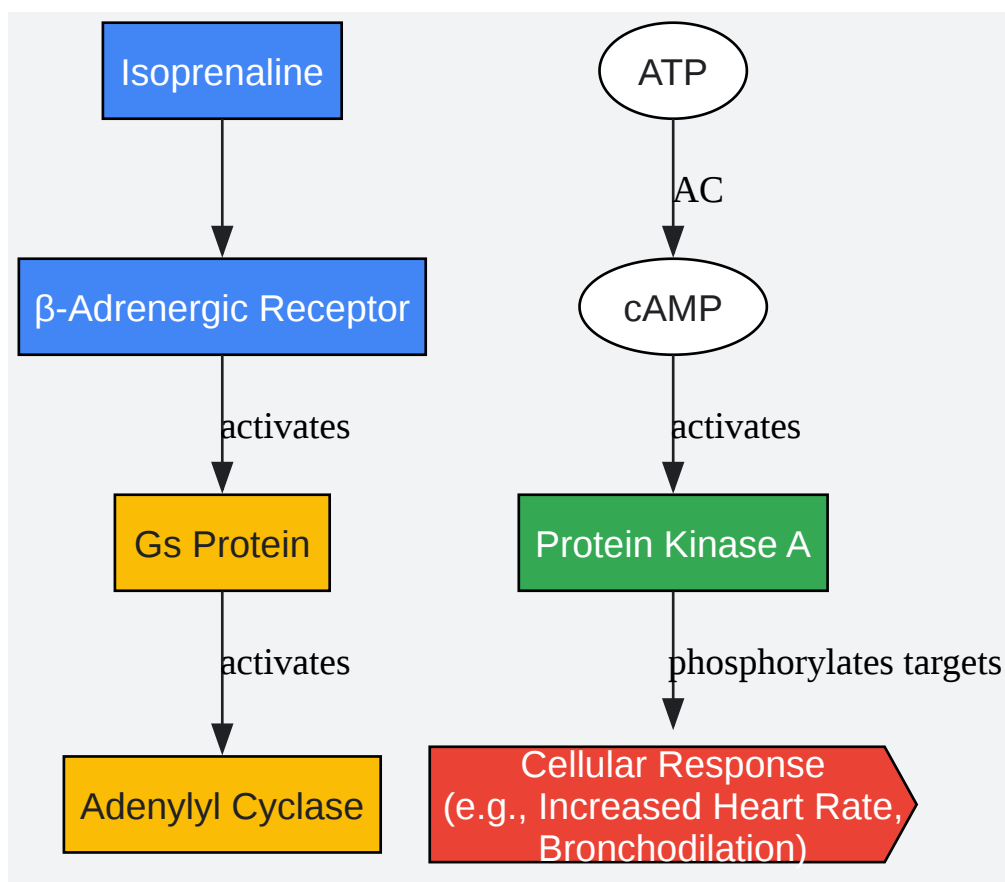 Isoprenaline
β-Adrenergic Receptor
activates
Gs Protein
activates
Adenylyl Cyclase
ATP
AC
cAMP
activates
Protein Kinase A
phosphorylates targets
Cellular Response
(e.g., Increased Heart Rate,
Bronchodilation)